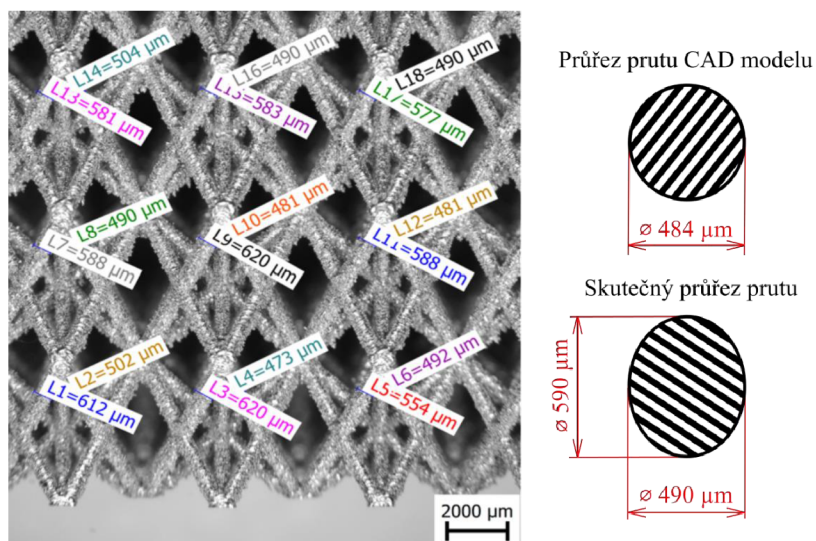 L14=504 µm
L13=581 µm
L16=490 µm
L15=583 µm
L18=490 µm
L17=577 µm
L8=490 µm
L7=588 µm
L10=481 µm
L9=620 µm
L12=481 µm
L11=588 µm
L2=502 µm
L1=612 µm
L4=473 µm
L3=620 µm
L6=492 µm
L5=554 µm
2000 µm
Průřez prutu CAD modelu
⌀ 484 µm
Skutečný průřez prutu
⌀ 590 µm
⌀ 490 µm